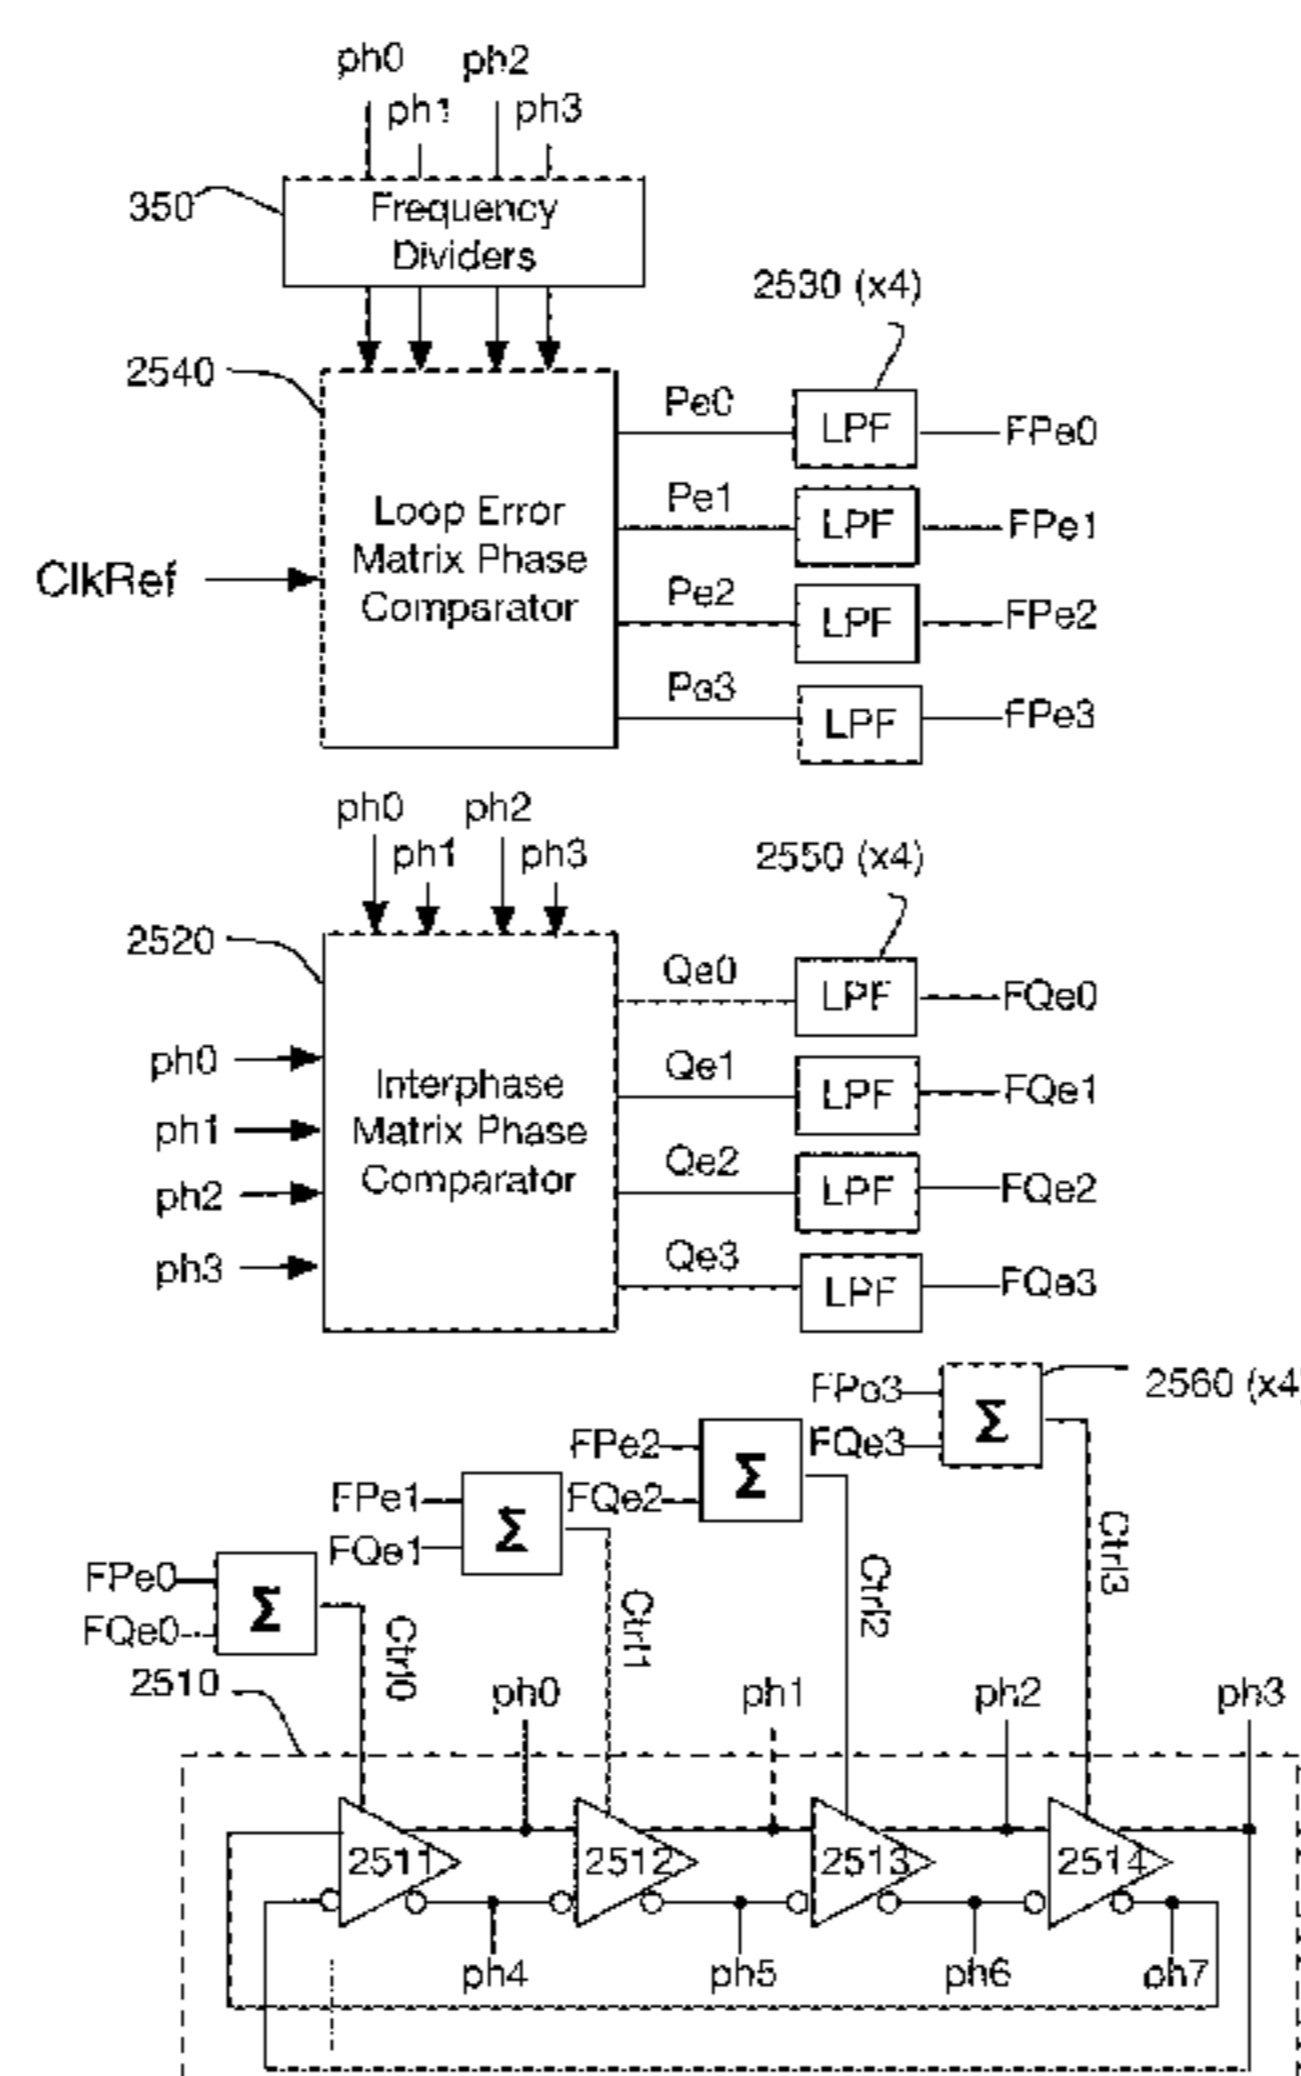 ph0 ph2
ph1 ph3
350
Frequency
Dividers
2530 (x4)
2540
Pe0 LPF FPe0
Pe1 LPF FPe1
Loop Error
Matrix Phase
Comparator
ClkRef
Pe2 LPF FPe2
Pe3 LPF FPe3
ph0 ph2
ph1 ph3
2550 (x4)
2520
Qe0 LPF FQe0
ph0
Qe1 LPF FQe1
Interphase
Matrix Phase
Comparator
ph1
ph2
Qe2 LPF FQe2
ph3
Qe3 LPF FQe3
FPe3 Σ 2560 (x4)
FQe3
FPe2 Σ
FQe2
FPe1 Σ
FQe1
FPe0 Σ
FQe0
Ctrl0
Ctrl1
Ctrl2
Ctrl3
2510
ph0 ph1 ph2 ph3
2511 2512 2513 2514
ph4 ph5 ph6 ph7